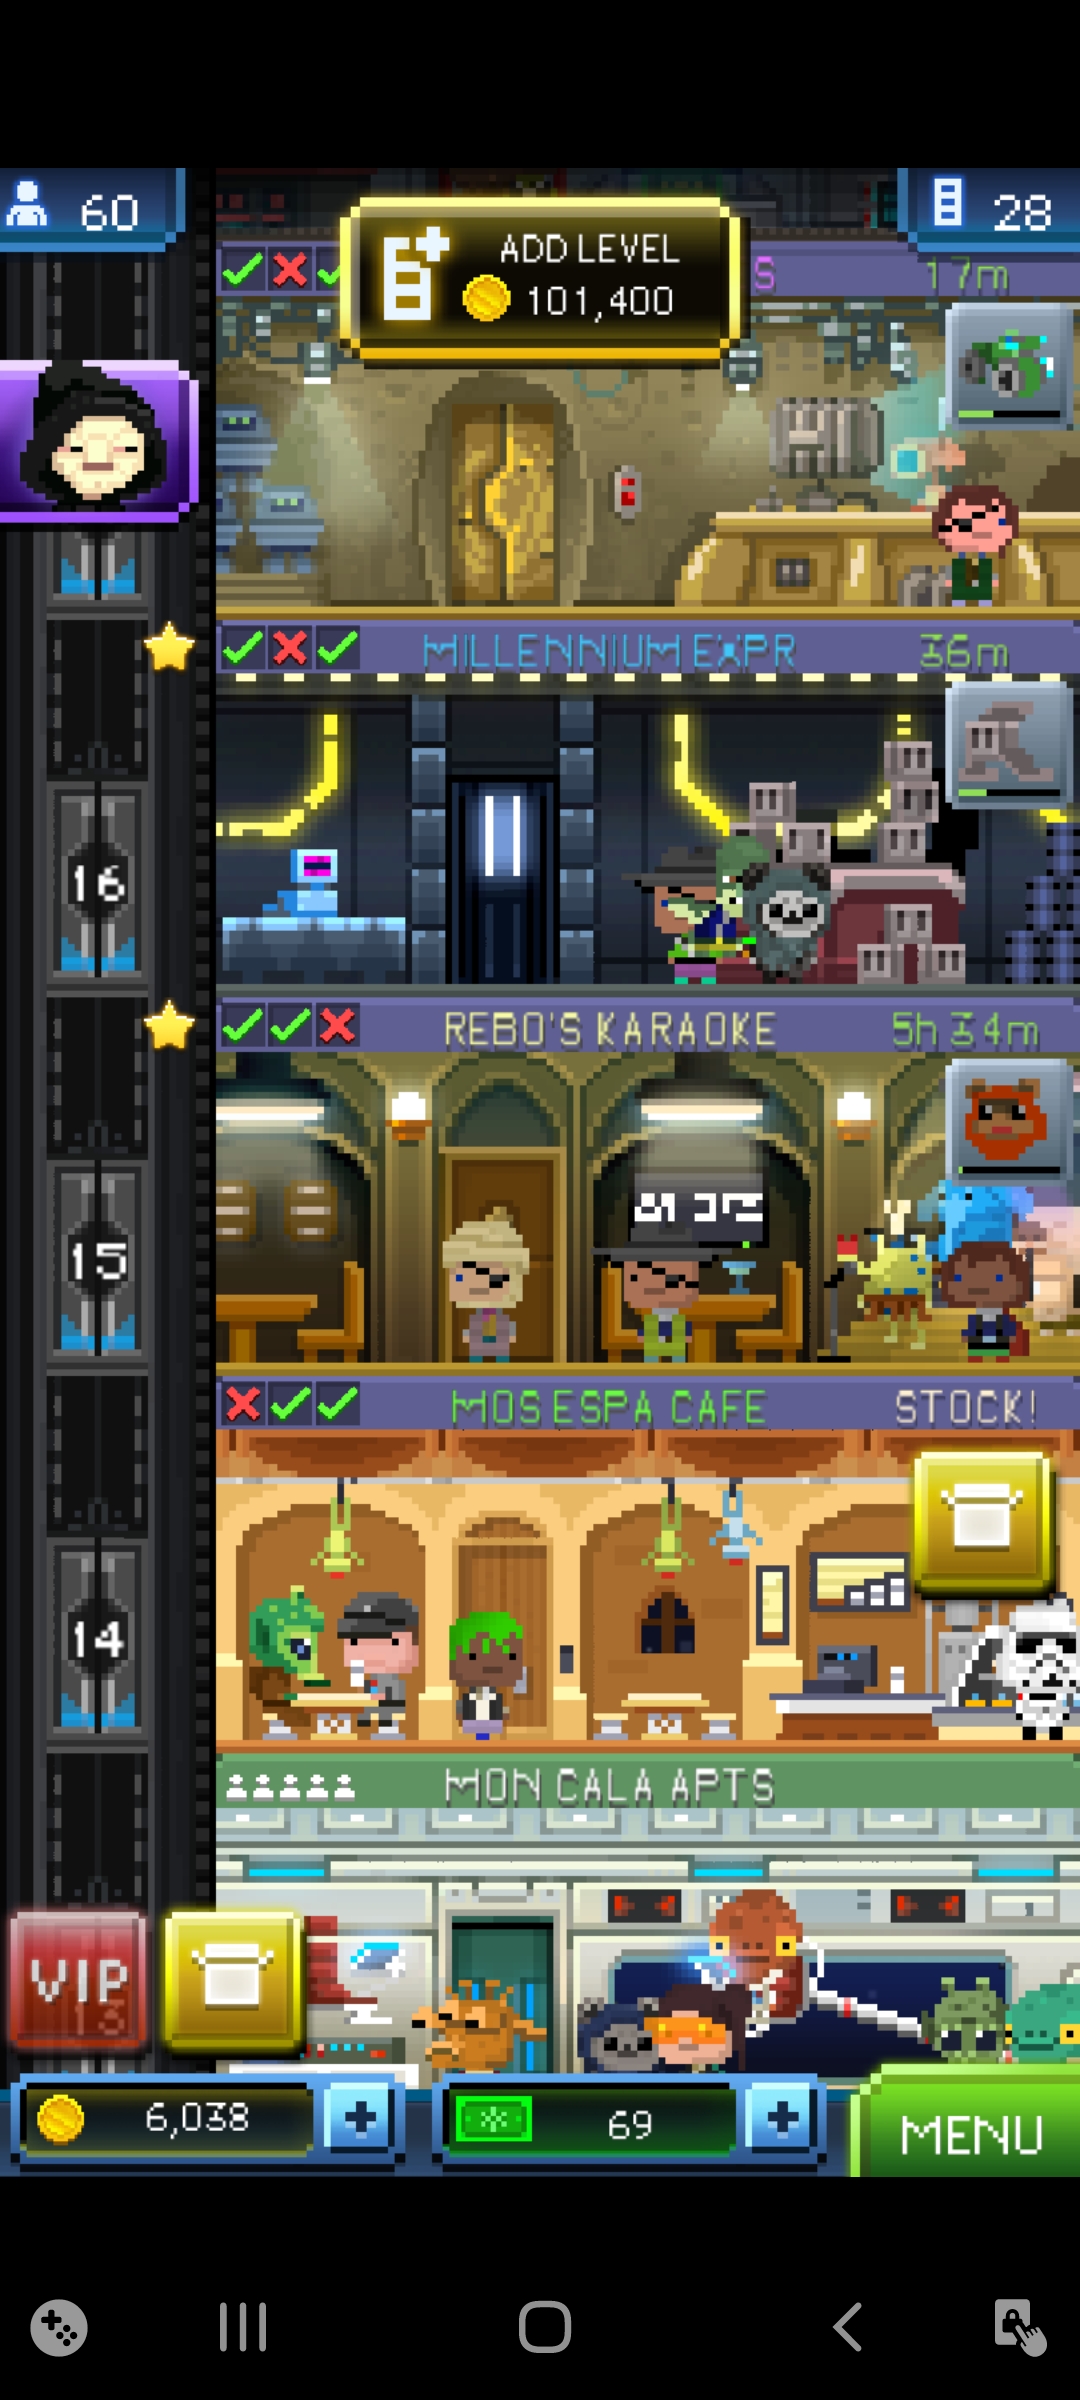 60
ADD LEVEL
101,400
28
S 17m
MILLENNIUM EXPR 36m
16
REBO'S KARAOKE 5h 34m
15
MOS ESPA CAFE STOCK!
14
MON CALA APTS
VIP
13
6,038
69
MENU